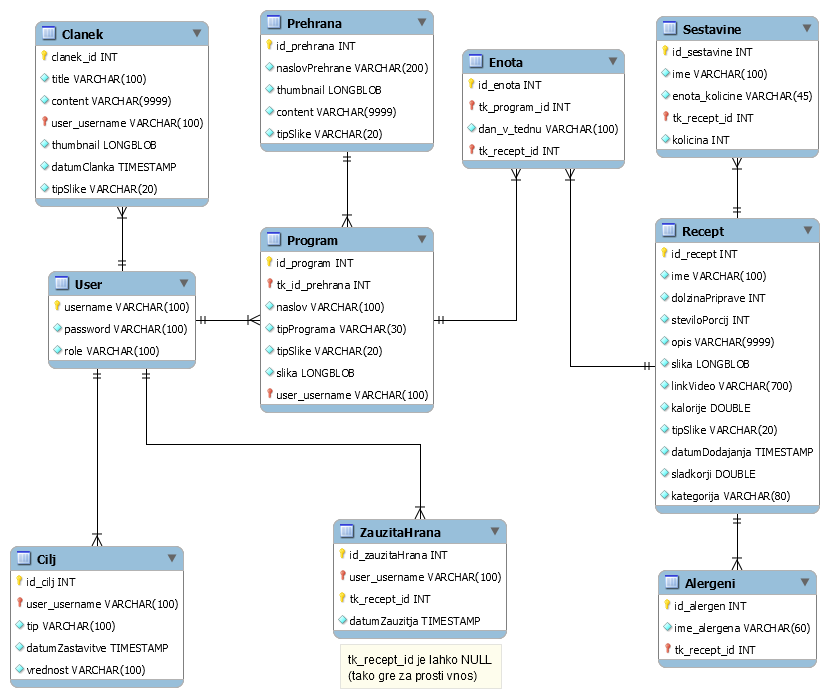 Clanek
clanek_id INT
title VARCHAR(100)
content VARCHAR(9999)
user_username VARCHAR(100)
thumbnail LONGBLOB
datumClanka TIMESTAMP
tipSlike VARCHAR(20)
Prehrana
id_prehrana INT
naslovPrehrane VARCHAR(200)
thumbnail LONGBLOB
content VARCHAR(9999)
tipSlike VARCHAR(20)
Enota
id_enota INT
tk_program_id INT
dan_v_tednu VARCHAR(100)
tk_recept_id INT
Sestavine
id_sestavine INT
ime VARCHAR(100)
enota_kolicine VARCHAR(45)
tk_recept_id INT
kolicina INT
User
username VARCHAR(100)
password VARCHAR(100)
role VARCHAR(100)
Program
id_program INT
tk_id_prehrana INT
naslov VARCHAR(100)
tipPrograma VARCHAR(30)
tipSlike VARCHAR(20)
slika LONGBLOB
user_username VARCHAR(100)
Recept
id_recept INT
ime VARCHAR(100)
dolzinaPriprave INT
steviloPorcij INT
opis VARCHAR(9999)
slika LONGBLOB
linkVideo VARCHAR(700)
kalorije DOUBLE
tipSlike VARCHAR(20)
datumDodajanja TIMESTAMP
sladkorji DOUBLE
kategorija VARCHAR(80)
Cilj
id_cilj INT
user_username VARCHAR(100)
tip VARCHAR(100)
datumZastavitve TIMESTAMP
vrednost VARCHAR(100)
ZauzitaHrana
id_zauzitaHrana INT
user_username VARCHAR(100)
tk_recept_id INT
datumZauzitja TIMESTAMP
tk_recept_id je lahko NULL
(tako gre za prosti vnos)
Alergeni
id_alergen INT
ime_alergena VARCHAR(60)
tk_recept_id INT